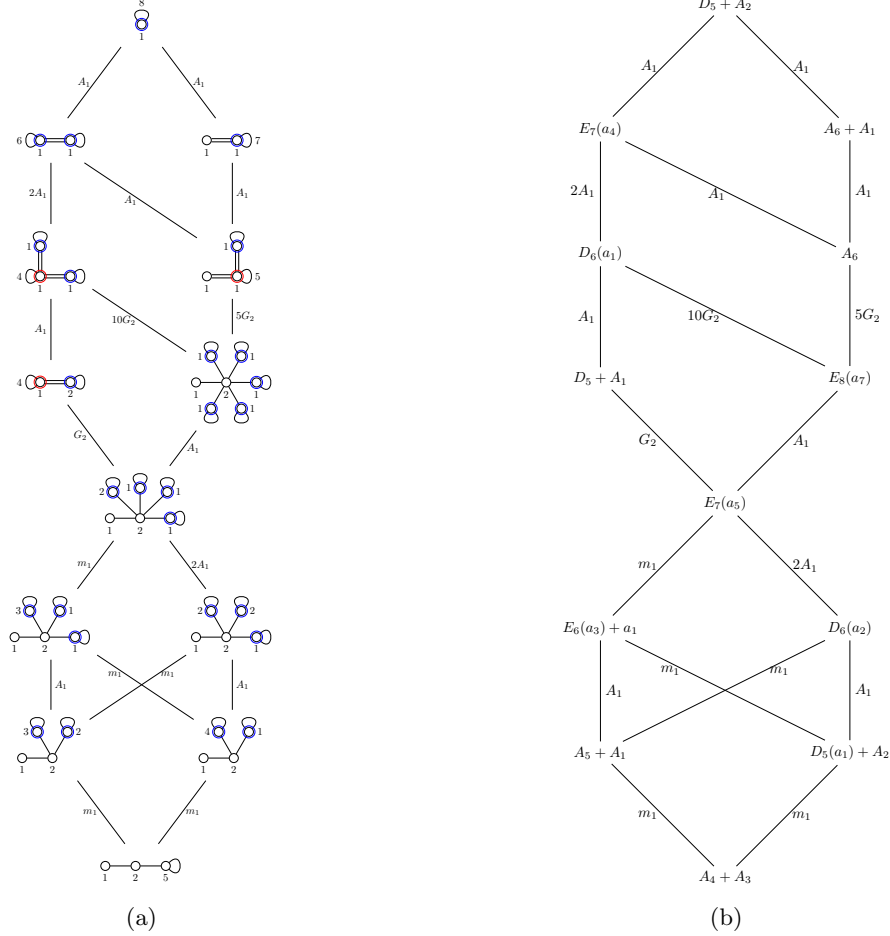 8
1
A₁ A₁
6 1 1
1 1 7
2A₁ A₁ A₁
1
4 1 1
1
1 1 5
A₁ 10G₂ 5G₂
4 1 2
1 1
1 2 1
1 1
G₂ A₁
2 1 1
1 2 1
m₁ 2A₁
3 1
1 2 1
2 2
1 2 1
A₁ m₁ m₁ A₁
3 2
1 2
4 1
1 2
m₁ m₁
1 2 5
(a)
D₅ + A₂
A₁ A₁
E₇(a₄) A₆ + A₁
2A₁ A₁ A₁
D₆(a₁) A₆
A₁ 10G₂ 5G₂
D₅ + A₁ E₈(a₇)
G₂ A₁
E₇(a₅)
m₁ 2A₁
E₆(a₃) + a₁ D₆(a₂)
A₁ m₁ m₁ A₁
A₅ + A₁ D₅(a₁) + A₂
m₁ m₁
A₄ + A₃
(b)